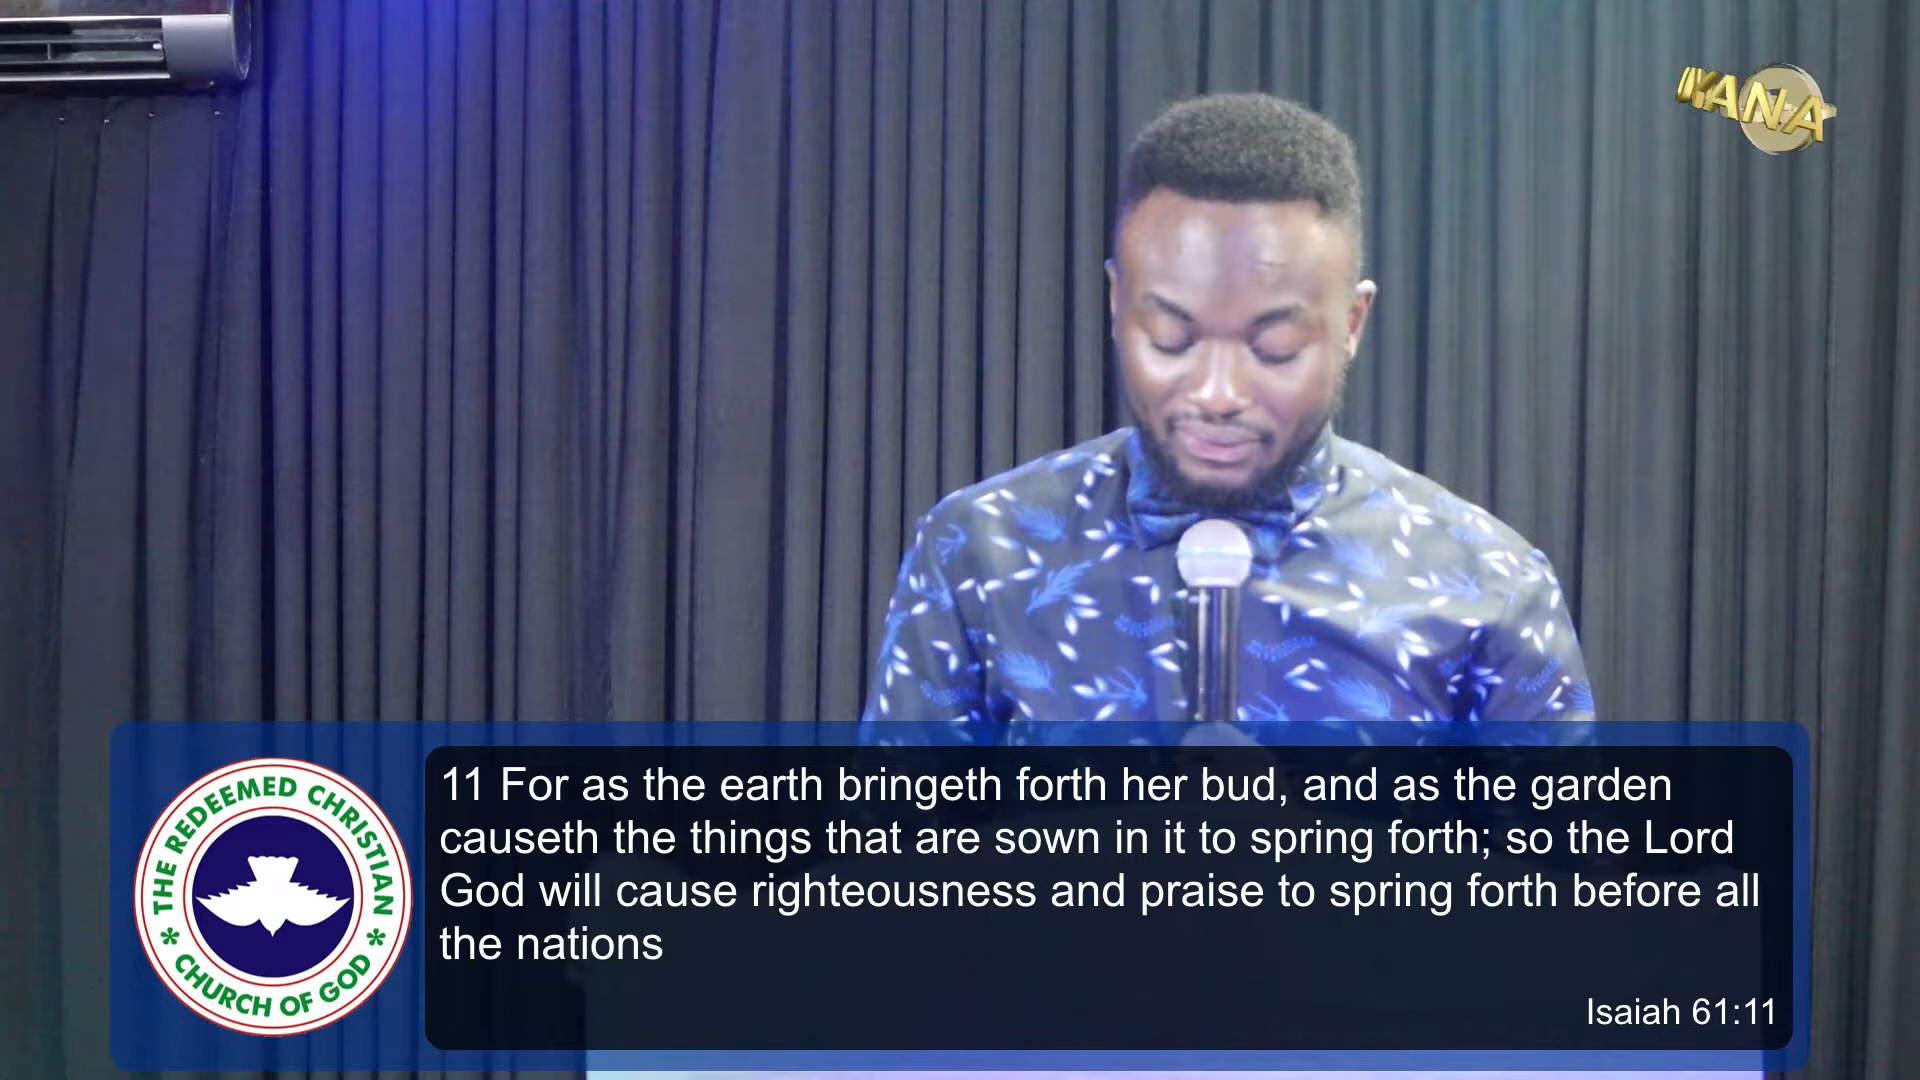 IYANA
11 For as the earth bringeth forth her bud, and as the garden
causeth the things that are sown in it to spring forth; so the Lord
God will cause righteousness and praise to spring forth before all
the nations
Isaiah 61:11
THE REDEEMED CHRISTIAN
* CHURCH OF GOD *